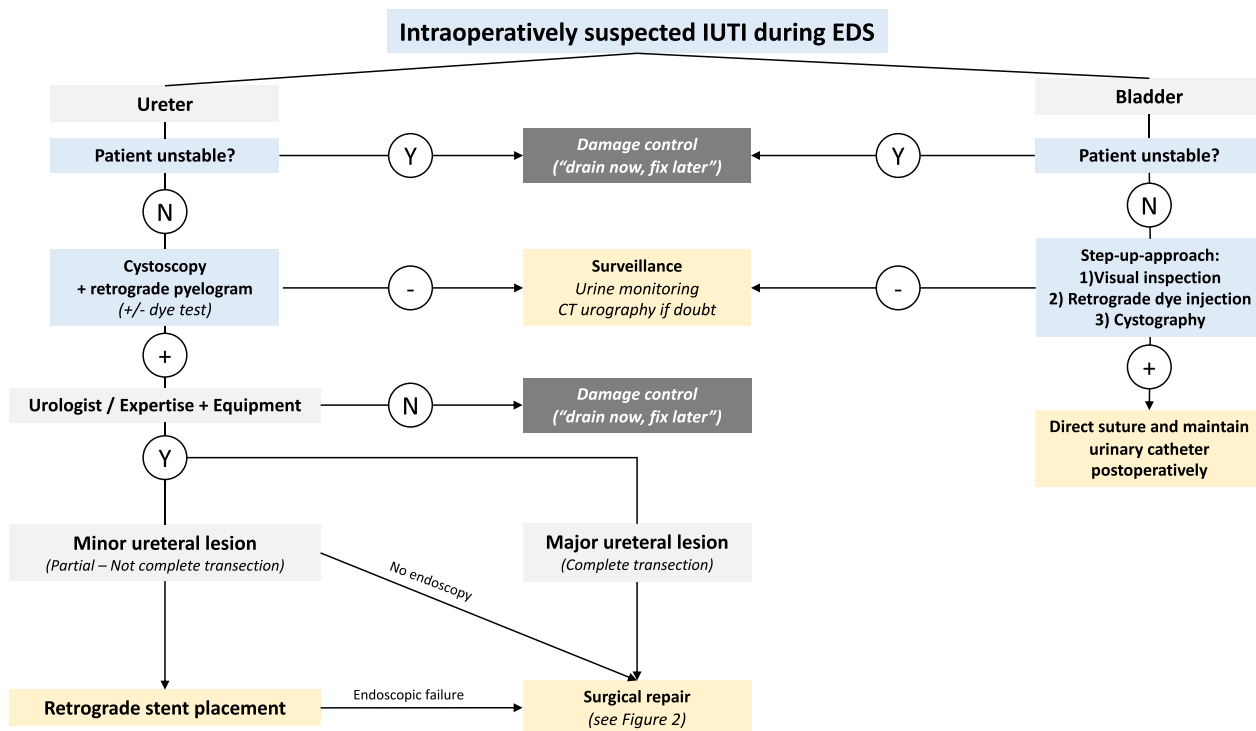 Intraoperatively suspected IUTI during EDS
Ureter
Bladder
Patient unstable?
Y
Damage control
(“drain now, fix later”)
Y
Patient unstable?
N
N
Cystoscopy
+ retrograde pyelogram
(+/- dye test)
-
Surveillance
Urine monitoring
CT urography if doubt
-
Step-up-approach:
1)Visual inspection
2) Retrograde dye injection
3) Cystography
+
+
Urologist / Expertise + Equipment
N
Damage control
(“drain now, fix later”)
Direct suture and maintain
urinary catheter
postoperatively
Y
Minor ureteral lesion
(Partial – Not complete transection)
Major ureteral lesion
(Complete transection)
No endoscopy
Retrograde stent placement
Endoscopic failure
Surgical repair
(see Figure 2)